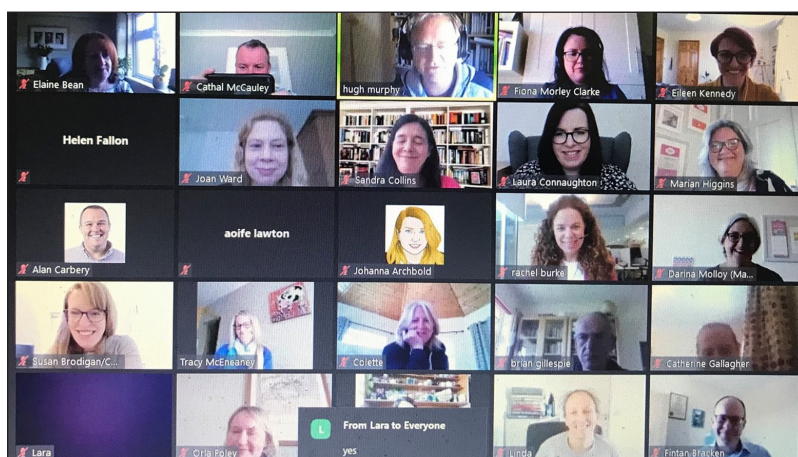 Elaine Bean
Cathal McCauley
hugh murphy
Fiona Morley Clarke
Eileen Kennedy
Helen Fallon
Joan Ward
Sandra Collins
Laura Connaughton
Marian Higgins
Alan Carbery
aoife lawton
Johanna Archbold
rachel burke
Darina Molloy (Ma...
Susan Brodigan/C...
Tracy McEneaney
Colette
brian gillespie
Catherine Gallagher
Lara
Orla Foley
L
From Lara to Everyone
yes
Linda
Fintan Bracken